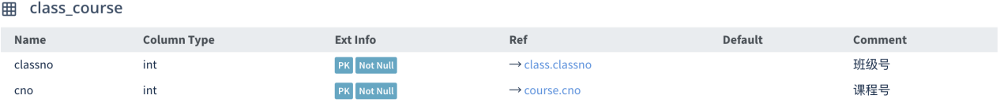 class_course
Name Column Type Ext Info Ref Default Comment
classno int PK Not Null → class.classno 班级号
cno int PK Not Null → course.cno 课程号